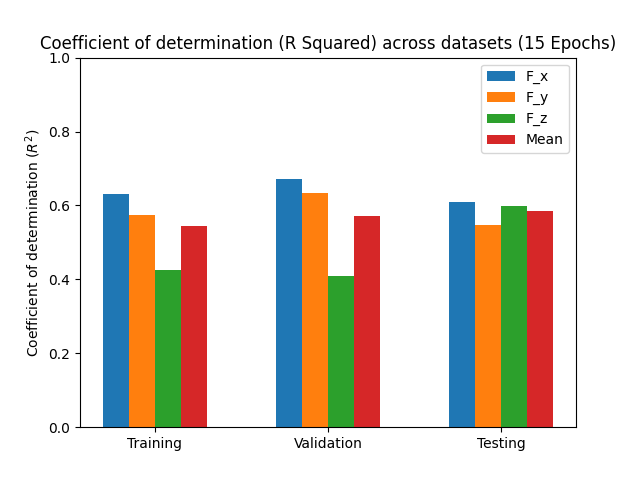 Coefficient of determination (R Squared) across datasets (15 Epochs)
Coefficient of determination (R²)
1.0
0.8
0.6
0.4
0.2
0.0
F_x
F_y
F_z
Mean
Training
Validation
Testing